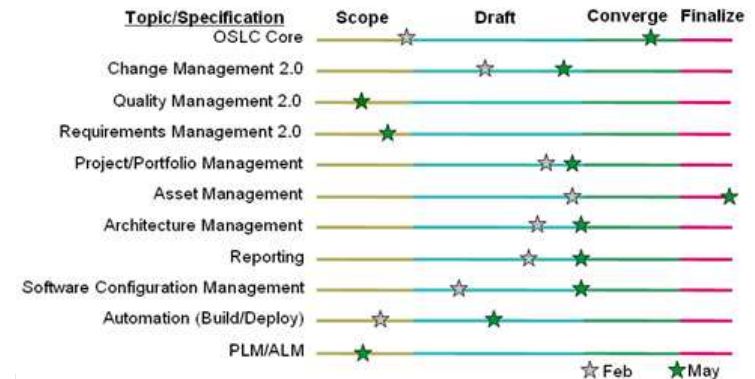 Topic/Specification Scope Draft Converge Finalize
OSLC Core
Change Management 2.0
Quality Management 2.0
Requirements Management 2.0
Project/Portfolio Management
Asset Management
Architecture Management
Reporting
Software Configuration Management
Automation (Build/Deploy)
PLM/ALM
Feb May